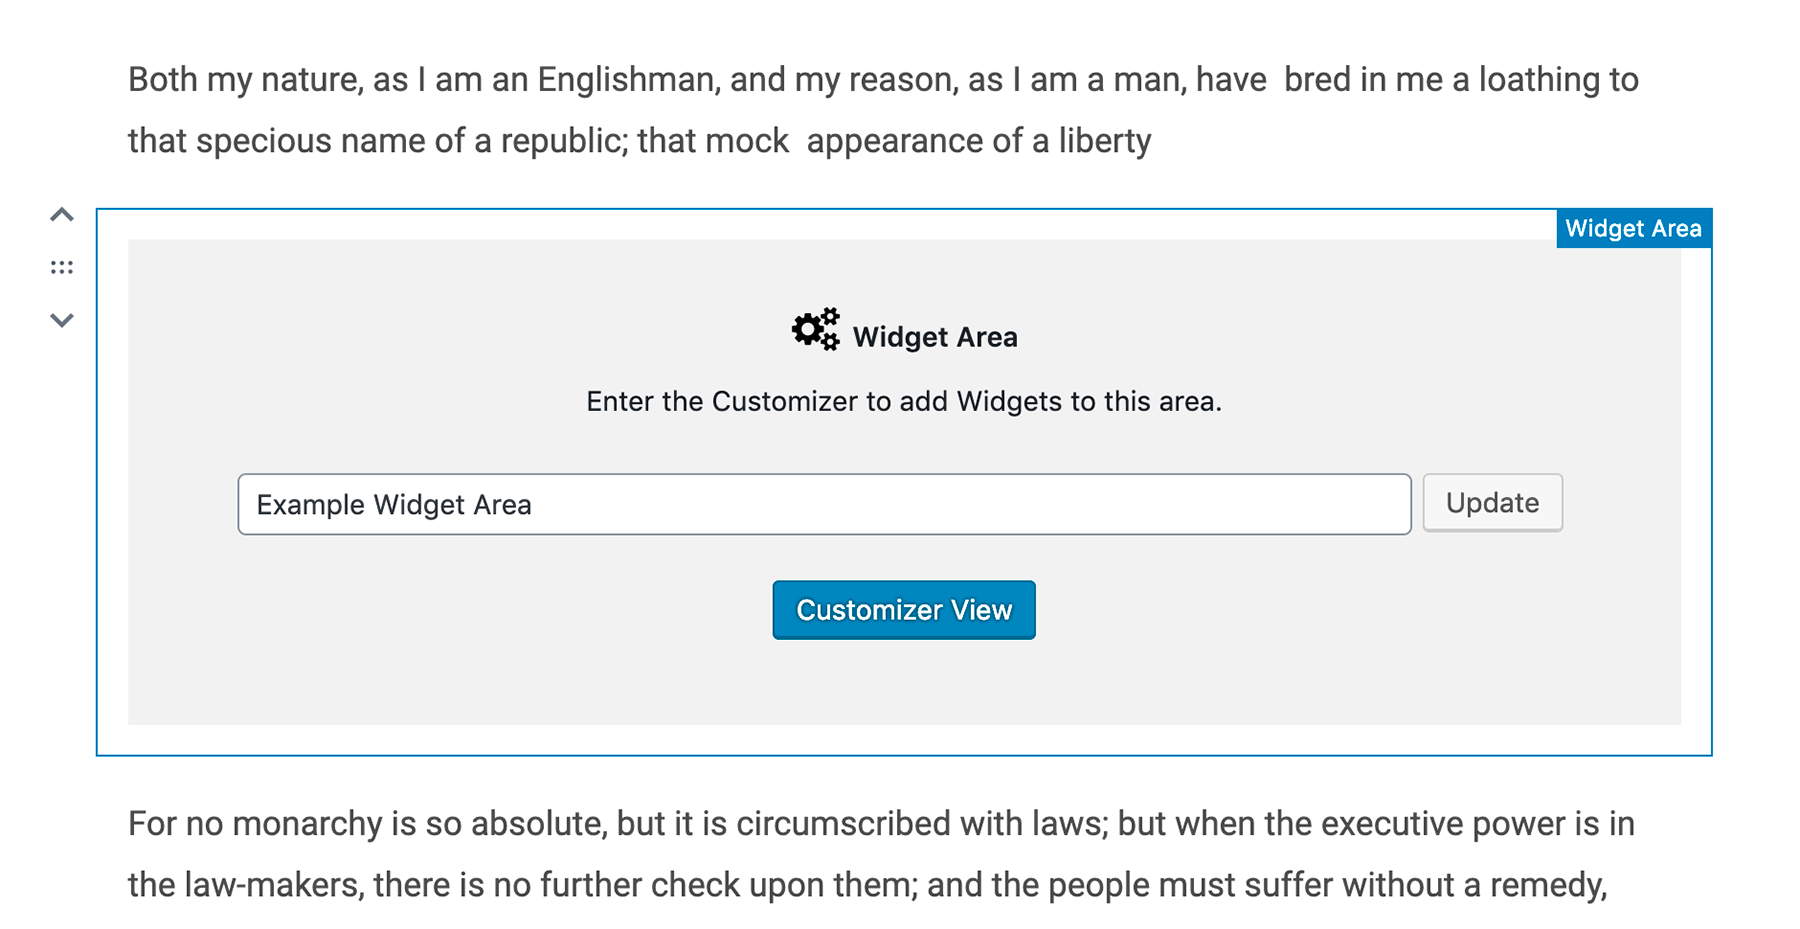 Both my nature, as I am an Englishman, and my reason, as I am a man, have  bred in me a loathing to
that specious name of a republic; that mock  appearance of a liberty
Widget Area
Widget Area
Enter the Customizer to add Widgets to this area.
Example Widget Area
Update
Customizer View
For no monarchy is so absolute, but it is circumscribed with laws; but when the executive power is in
the law-makers, there is no further check upon them; and the people must suffer without a remedy,